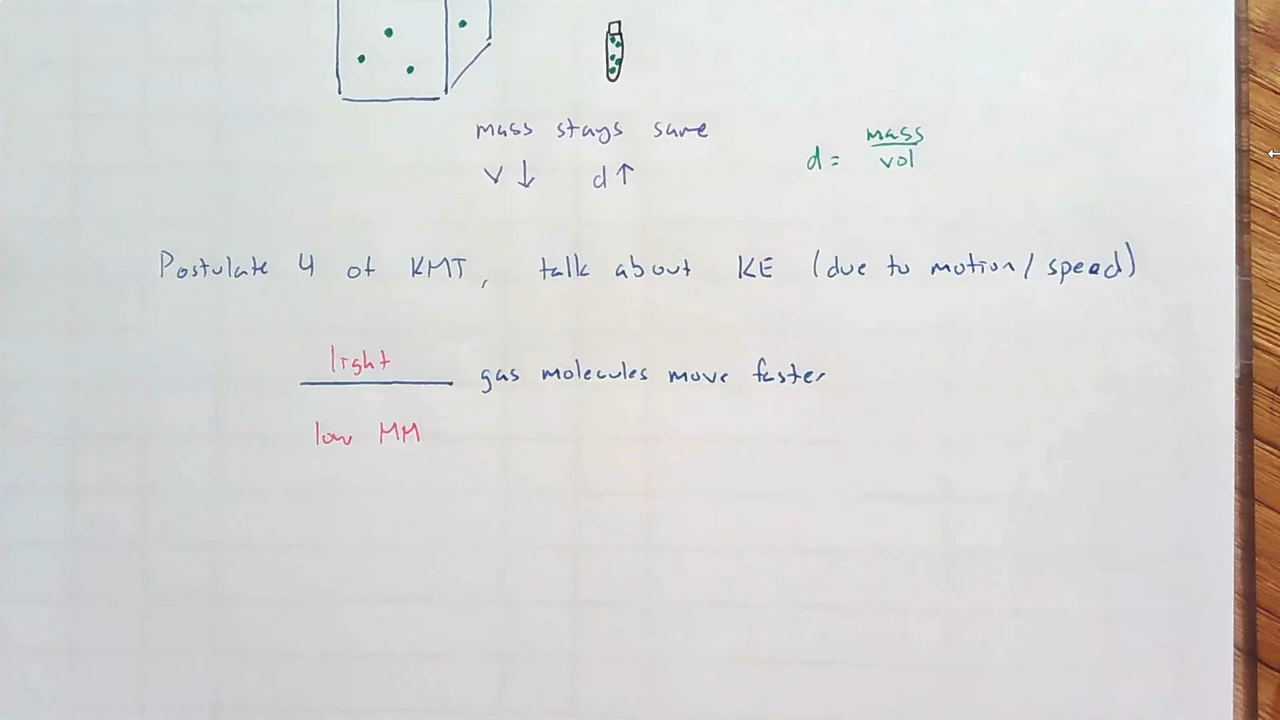 mass stays same
V ↓ d ↑
d = mass
vol
Postulate 4 of KMT, talk about KE (due to motion/speed)
light gas molecules move faster
low MM